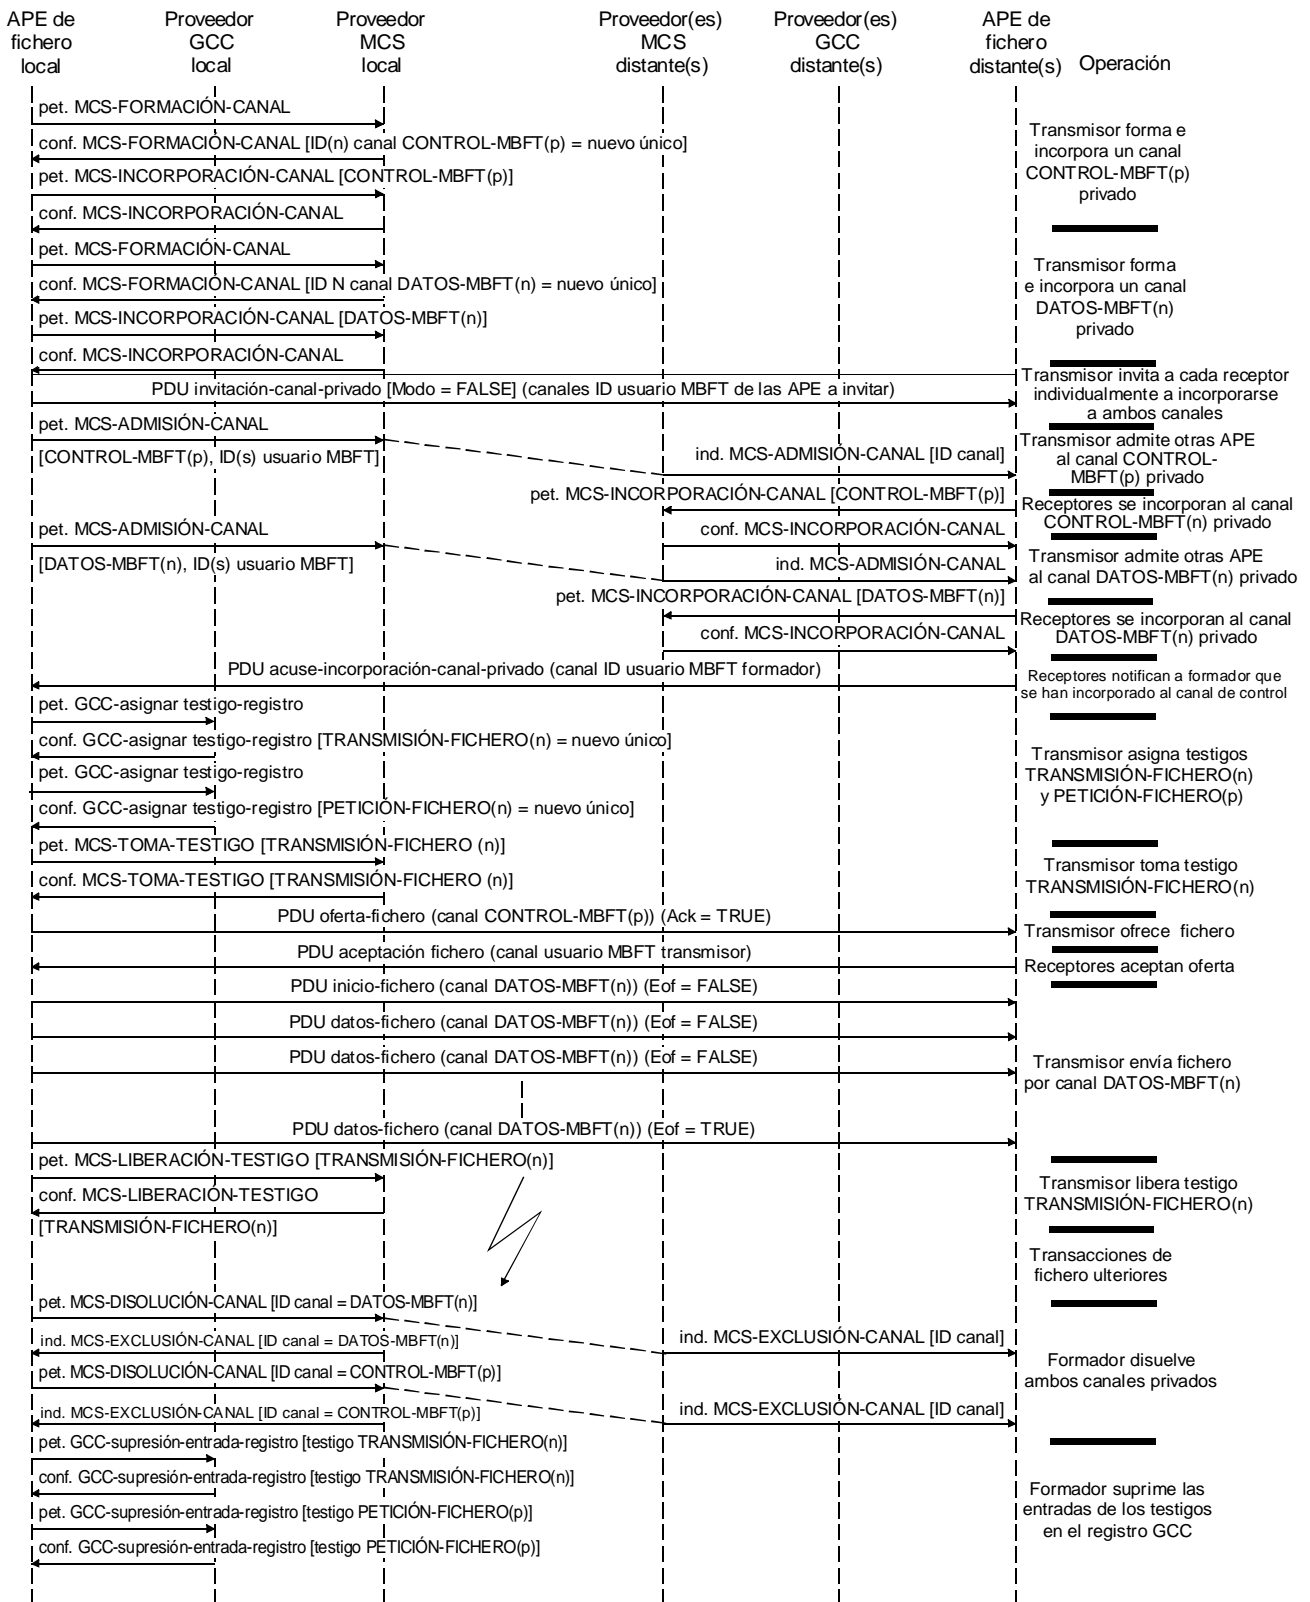 APE de
fichero
local
Proveedor
GCC
local
Proveedor
MCS
local
Proveedor(es)
MCS
distante(s)
Proveedor(es)
GCC
distante(s)
APE de
fichero
distante(s)
Operación
pet. MCS-FORMACIÓN-CANAL
conf. MCS-FORMACIÓN-CANAL [ID(n) canal CONTROL-MBFT(p) = nuevo único]
pet. MCS-INCORPORACIÓN-CANAL [CONTROL-MBFT(p)]
conf. MCS-INCORPORACIÓN-CANAL
Transmisor forma e
incorpora un canal
CONTROL-MBFT(p)
privado
pet. MCS-FORMACIÓN-CANAL
conf. MCS-FORMACIÓN-CANAL [ID N canal DATOS-MBFT(n) = nuevo único]
pet. MCS-INCORPORACIÓN-CANAL [DATOS-MBFT(n)]
conf. MCS-INCORPORACIÓN-CANAL
Transmisor forma
e incorpora un canal
DATOS-MBFT(n)
privado
PDU invitación-canal-privado [Modo = FALSE] (canales ID usuario MBFT de las APE a invitar)
Transmisor invita a cada receptor
individualmente a incorporarse
a ambos canales
pet. MCS-ADMISIÓN-CANAL
[CONTROL-MBFT(p), ID(s) usuario MBFT]
ind. MCS-ADMISIÓN-CANAL [ID canal]
Transmisor admite otras APE
al canal CONTROL-
MBFT(p) privado
pet. MCS-INCORPORACIÓN-CANAL [CONTROL-MBFT(p)]
conf. MCS-INCORPORACIÓN-CANAL
Receptores se incorporan al canal
CONTROL-MBFT(n) privado
pet. MCS-ADMISIÓN-CANAL
[DATOS-MBFT(n), ID(s) usuario MBFT]
ind. MCS-ADMISIÓN-CANAL
Transmisor admite otras APE
al canal DATOS-MBFT(n) privado
pet. MCS-INCORPORACIÓN-CANAL [DATOS-MBFT(n)]
conf. MCS-INCORPORACIÓN-CANAL
Receptores se incorporan al canal
DATOS-MBFT(n) privado
PDU acuse-incorporación-canal-privado (canal ID usuario MBFT formador)
Receptores notifican a formador que
se han incorporado al canal de control
pet. GCC-asignar testigo-registro
conf. GCC-asignar testigo-registro [TRANSMISIÓN-FICHERO(n) = nuevo único]
pet. GCC-asignar testigo-registro
conf. GCC-asignar testigo-registro [PETICIÓN-FICHERO(n) = nuevo único]
Transmisor asigna testigos
TRANSMISIÓN-FICHERO(n)
y PETICIÓN-FICHERO(p)
pet. MCS-TOMA-TESTIGO [TRANSMISIÓN-FICHERO (n)]
conf. MCS-TOMA-TESTIGO [TRANSMISIÓN-FICHERO (n)]
Transmisor toma testigo
TRANSMISIÓN-FICHERO(n)
PDU oferta-fichero (canal CONTROL-MBFT(p)) (Ack = TRUE)
Transmisor ofrece fichero
PDU aceptación fichero (canal usuario MBFT transmisor)
Receptores aceptan oferta
PDU inicio-fichero (canal DATOS-MBFT(n)) (Eof = FALSE)
PDU datos-fichero (canal DATOS-MBFT(n)) (Eof = FALSE)
PDU datos-fichero (canal DATOS-MBFT(n)) (Eof = FALSE)
Transmisor envía fichero
por canal DATOS-MBFT(n)
PDU datos-fichero (canal DATOS-MBFT(n)) (Eof = TRUE)
pet. MCS-LIBERACIÓN-TESTIGO [TRANSMISIÓN-FICHERO(n)]
conf. MCS-LIBERACIÓN-TESTIGO
[TRANSMISIÓN-FICHERO(n)]
Transmisor libera testigo
TRANSMISIÓN-FICHERO(n)
Transacciones de
fichero ulteriores
pet. MCS-DISOLUCIÓN-CANAL [ID canal = DATOS-MBFT(n)]
ind. MCS-EXCLUSIÓN-CANAL [ID canal = DATOS-MBFT(n)]
ind. MCS-EXCLUSIÓN-CANAL [ID canal]
pet. MCS-DISOLUCIÓN-CANAL [ID canal = CONTROL-MBFT(p)]
ind. MCS-EXCLUSIÓN-CANAL [ID canal = CONTROL-MBFT(p)]
ind. MCS-EXCLUSIÓN-CANAL [ID canal]
Formador disuelve
ambos canales privados
pet. GCC-supresión-entrada-registro [testigo TRANSMISIÓN-FICHERO(n)]
conf. GCC-supresión-entrada-registro [testigo TRANSMISIÓN-FICHERO(n)]
pet. GCC-supresión-entrada-registro [testigo PETICIÓN-FICHERO(p)]
conf. GCC-supresión-entrada-registro [testigo PETICIÓN-FICHERO(p)]
Formador suprime las
entradas de los testigos
en el registro GCC